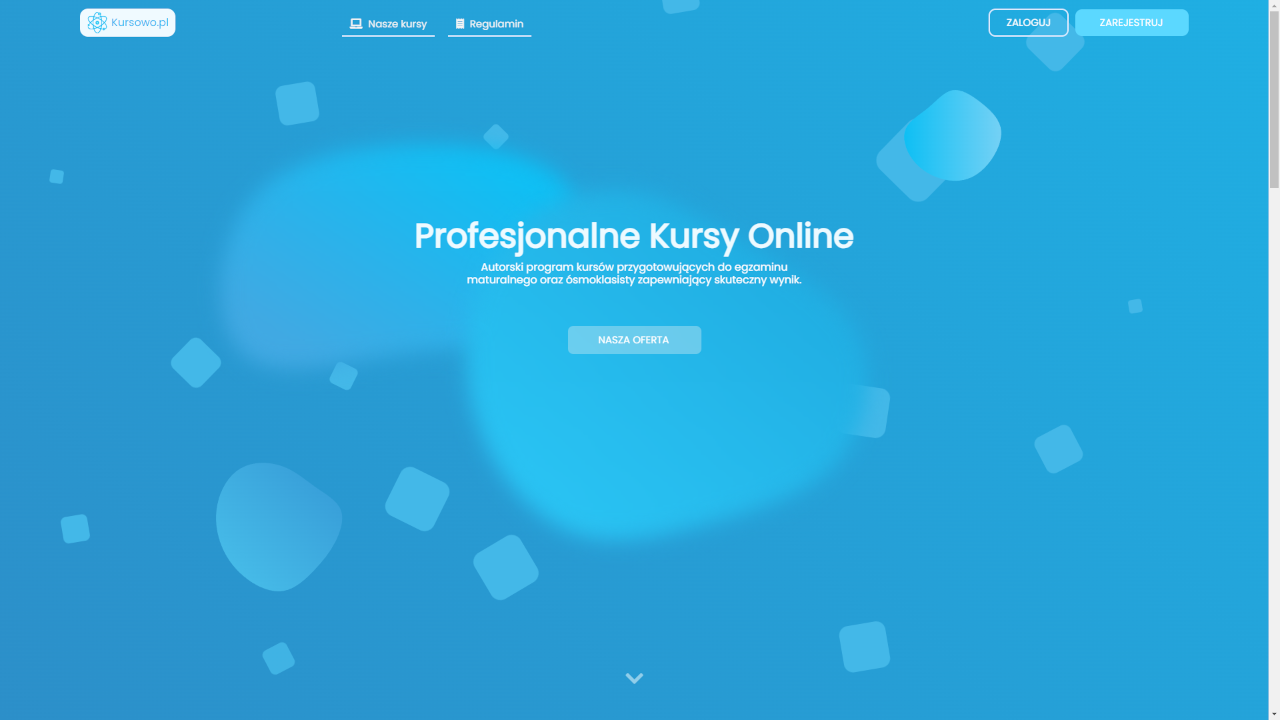 Kursowo.pl
Nasze kursy
Regulamin
ZALOGUJ
ZAREJESTRUJ
Profesjonalne Kursy Online
Autorski program kursów przygotowujących do egzaminu
maturalnego oraz ósmoklasisty zapewniający skuteczny wynik.
NASZA OFERTA